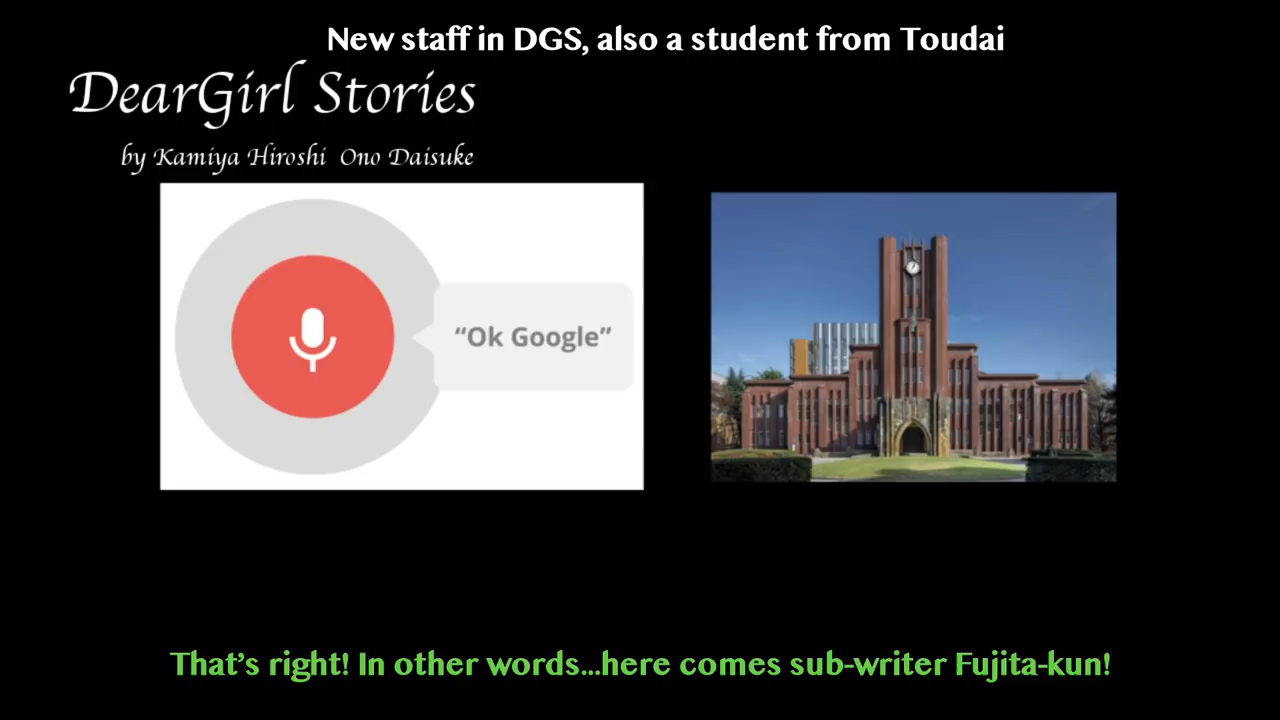 New staff in DGS, also a student from Toudai
DearGirl Stories
by Kamiya Hiroshi Ono Daisuke
“Ok Google”
That’s right! In other words...here comes sub-writer Fujita-kun!